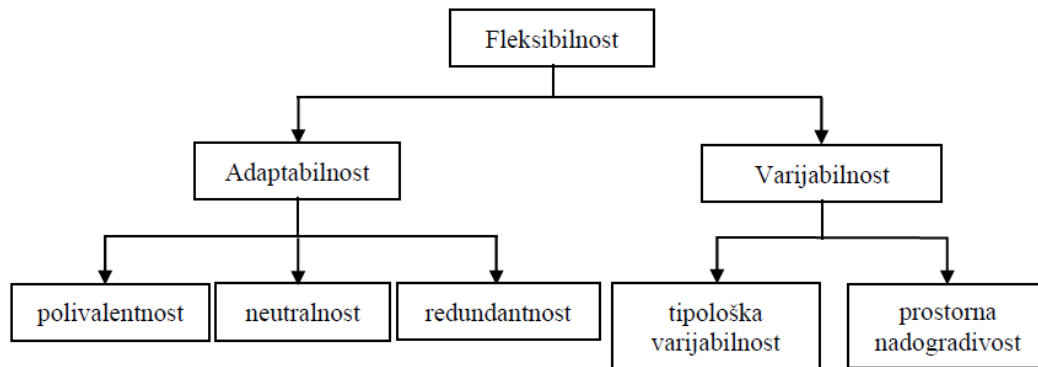 Fleksibilnost
Adaptabilnost
Varijabilnost
polivalentnost
neutralnost
redundantnost
tipološka
varijabilnost
prostorna
nadogradivost